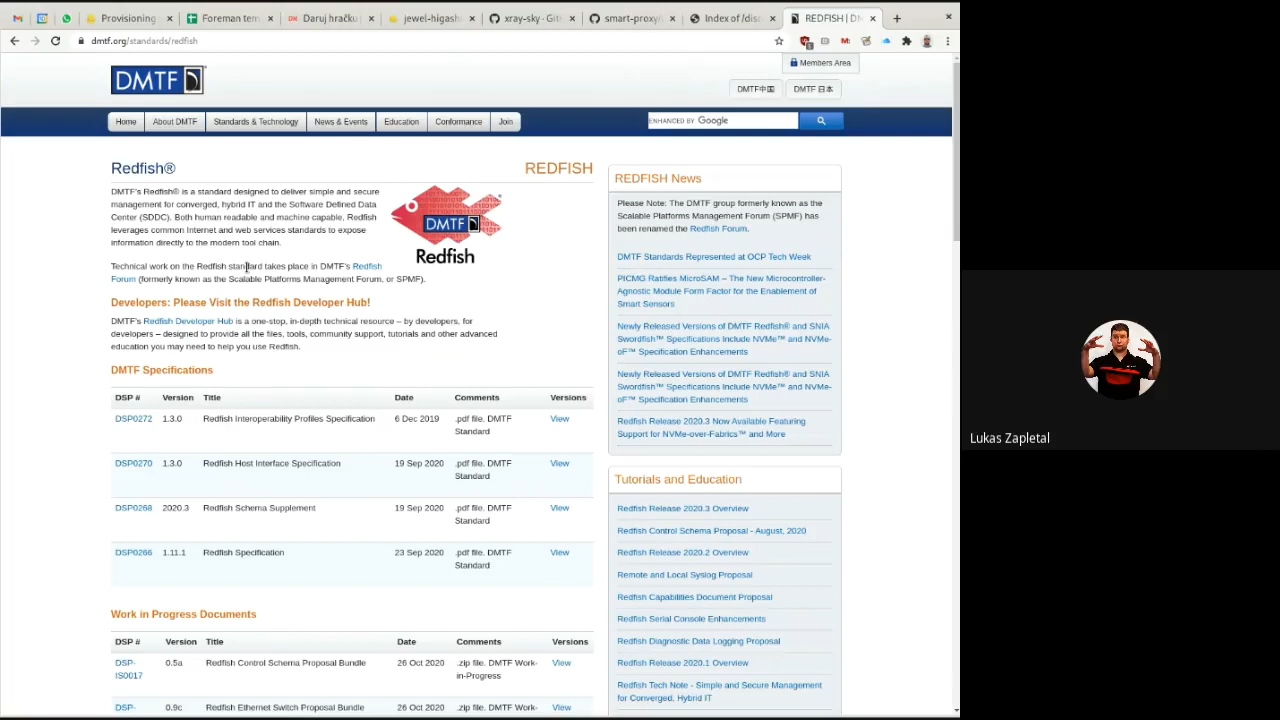 Provisioning
Foreman tem
Daruj hračku
jewel-higash
xray-sky - Git
smart-proxy/
Index of /disa
REDFISH | DM
dmtf.org/standards/redfish
Members Area
DMTF
DMTF中国
DMTF 日本
Home
About DMTF
Standards & Technology
News & Events
Education
Conformance
Join
ENHANCED BY Google
Redfish®
REDFISH
DMTF's Redfish® is a standard designed to deliver simple and secure
management for converged, hybrid IT and the Software Defined Data
Center (SDDC). Both human readable and machine capable, Redfish
leverages common Internet and web services standards to expose
information directly to the modern tool chain.
DMTF
Redfish
Technical work on the Redfish standard takes place in DMTF's Redfish
Forum (formerly known as the Scalable Platforms Management Forum, or SPMF).
Developers: Please Visit the Redfish Developer Hub!
DMTF's Redfish Developer Hub is a one-stop, in-depth technical resource – by developers, for
developers – designed to provide all the files, tools, community support, tutorials and other advanced
education you may need to help you use Redfish.
DMTF Specifications
DSP # Version Title Date Comments Versions
DSP0272 1.3.0 Redfish Interoperability Profiles Specification 6 Dec 2019 .pdf file. DMTF View
Standard
DSP0270 1.3.0 Redfish Host Interface Specification 19 Sep 2020 .pdf file. DMTF View
Standard
DSP0268 2020.3 Redfish Schema Supplement 19 Sep 2020 .pdf file. DMTF View
Standard
DSP0266 1.11.1 Redfish Specification 23 Sep 2020 .pdf file. DMTF View
Standard
Work in Progress Documents
DSP # Version Title Date Comments Versions
DSP- 0.5a Redfish Control Schema Proposal Bundle 26 Oct 2020 .zip file. DMTF Work- View
IS0017 in-Progress
DSP- 0.9c Redfish Ethernet Switch Proposal Bundle 26 Oct 2020 .zip file. DMTF Work- View
REDFISH News
Please Note: The DMTF group formerly known as the
Scalable Platforms Management Forum (SPMF) has
been renamed the Redfish Forum.
DMTF Standards Represented at OCP Tech Week
PICMG Ratifies MicroSAM – The New Microcontroller-
Agnostic Module Form Factor for the Enablement of
Smart Sensors
Newly Released Versions of DMTF Redfish® and SNIA
Swordfish™ Specifications Include NVMe™ and NVMe-
oF™ Specification Enhancements
Newly Released Versions of DMTF Redfish® and SNIA
Swordfish™ Specifications Include NVMe™ and NVMe-
oF™ Specification Enhancements
Redfish Release 2020.3 Now Available Featuring
Support for NVMe-over-Fabrics™ and More
Tutorials and Education
Redfish Release 2020.3 Overview
Redfish Control Schema Proposal - August, 2020
Redfish Release 2020.2 Overview
Remote and Local Syslog Proposal
Redfish Capabilities Document Proposal
Redfish Serial Console Enhancements
Redfish Diagnostic Data Logging Proposal
Redfish Release 2020.1 Overview
Redfish Tech Note - Simple and Secure Management
for Converged, Hybrid IT
Lukas Zapletal